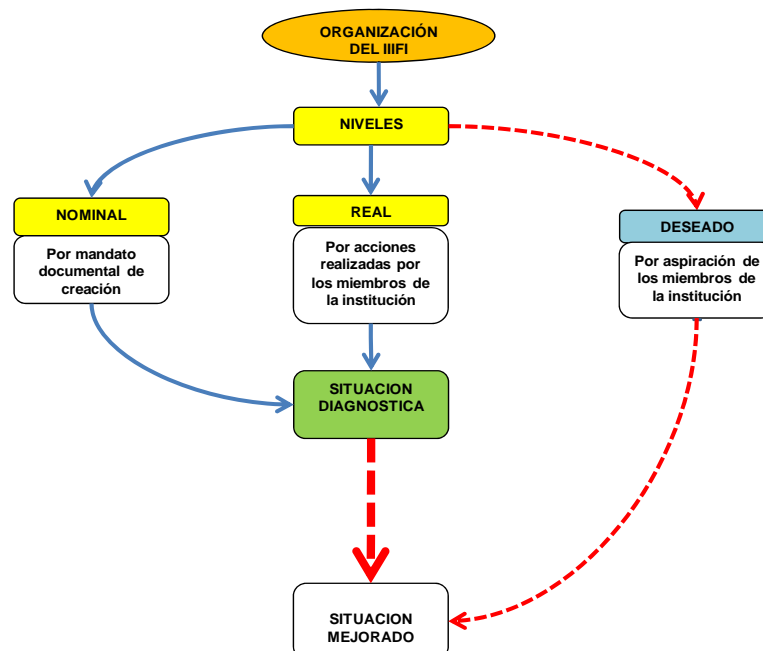 ORGANIZACIÓN
DEL IIIFI
NIVELES
NOMINAL
Por mandato
documental de
creación
REAL
Por acciones
realizadas por
los miembros de
la institución
DESEADO
Por aspiración de
los miembros de
la institución
SITUACION
DIAGNOSTICA
SITUACION
MEJORADO